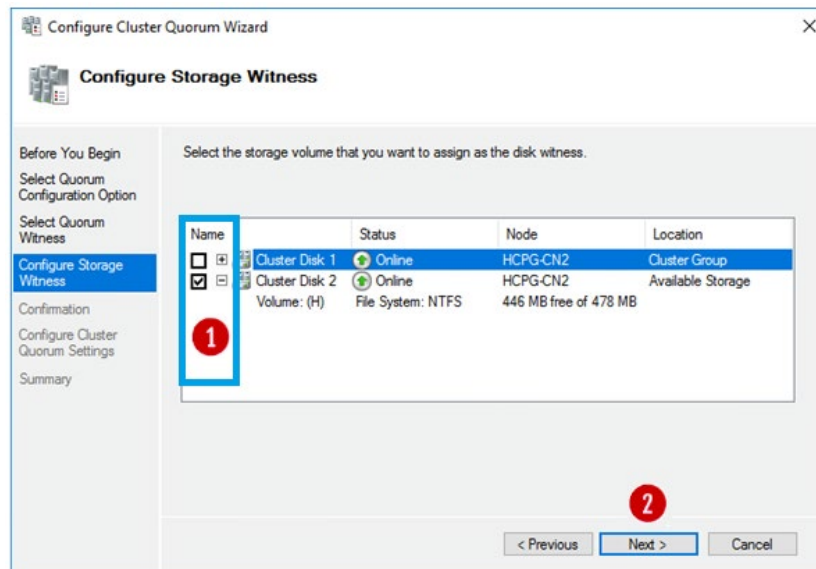 Configure Cluster Quorum Wizard
Configure Storage Witness
Before You Begin
Select Quorum
Configuration Option
Select Quorum
Witness
Configure Storage
Witness
Confirmation
Configure Cluster
Quorum Settings
Summary
Select the storage volume that you want to assign as the disk witness.
Name Status Node Location
Cluster Disk 1 Online HCPG-CN2 Cluster Group
Cluster Disk 2 Online HCPG-CN2 Available Storage
Volume: (H) File System: NTFS 446 MB free of 478 MB
1
2
< Previous Next > Cancel